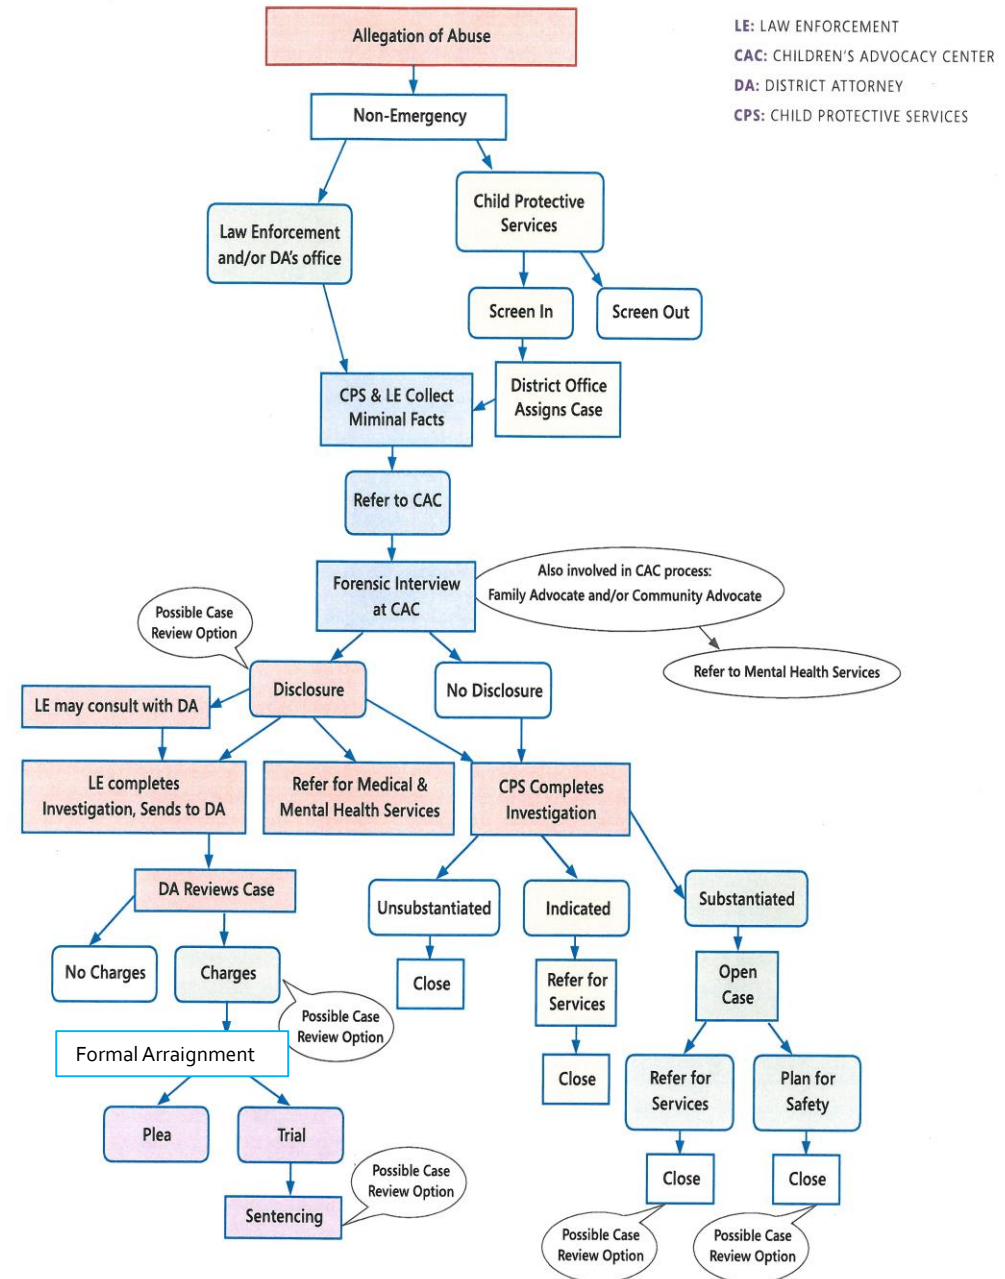 Allegation of Abuse
LE: LAW ENFORCEMENT
CAC: CHILDREN'S ADVOCACY CENTER
DA: DISTRICT ATTORNEY
CPS: CHILD PROTECTIVE SERVICES
Non-Emergency
Law Enforcement
and/or DA's office
Child Protective
Services
Screen In
Screen Out
CPS & LE Collect
Miminal Facts
District Office
Assigns Case
Refer to CAC
Forensic Interview
at CAC
Also involved in CAC process:
Family Advocate and/or Community Advocate
Refer to Mental Health Services
Possible Case
Review Option
Disclosure
No Disclosure
LE may consult with DA
LE completes
Investigation, Sends to DA
Refer for Medical &
Mental Health Services
CPS Completes
Investigation
DA Reviews Case
Unsubstantiated
Indicated
Substantiated
No Charges
Charges
Close
Refer for
Services
Open
Case
Possible Case
Review Option
Formal Arraignment
Close
Refer for
Services
Plan for
Safety
Plea
Trial
Close
Close
Possible Case
Review Option
Sentencing
Possible Case
Review Option
Possible Case
Review Option